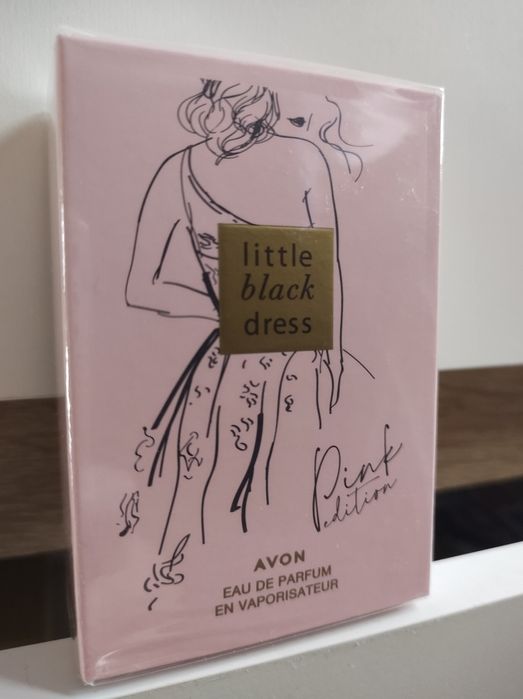 little
black
dress
Pink
edition
AVON
EAU DE PARFUM
EN VAPORISATEUR